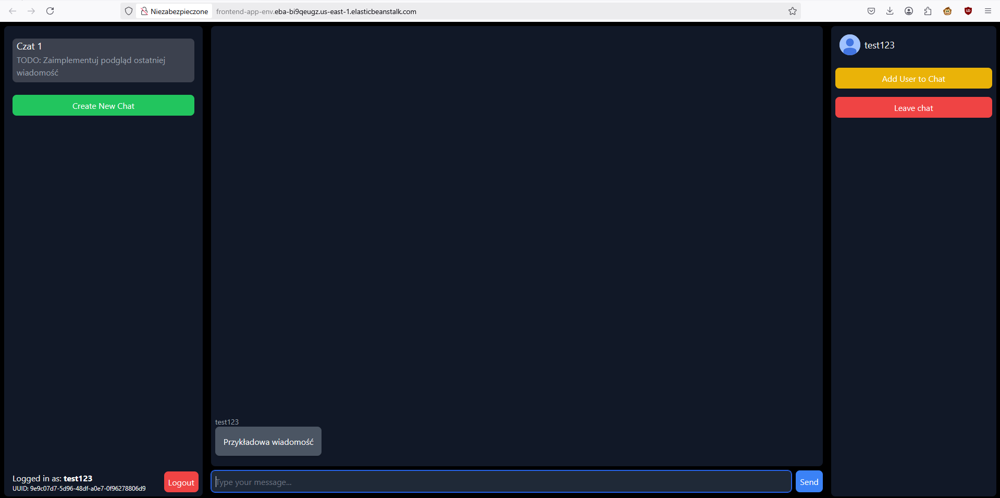 Niezabezpieczone
frontend-app-env.eba-bi9qeugz.us-east-1.elasticbeanstalk.com
Czat 1
TODO: Zaimplementuj podgląd ostatniej
wiadomość
Create New Chat
Logged in as: test123
UUID: 9e9c07d7-5d96-48df-a0e7-0f96278806d9
Logout
test123
Przykładowa wiadomość
Type your message...
Send
test123
Add User to Chat
Leave chat